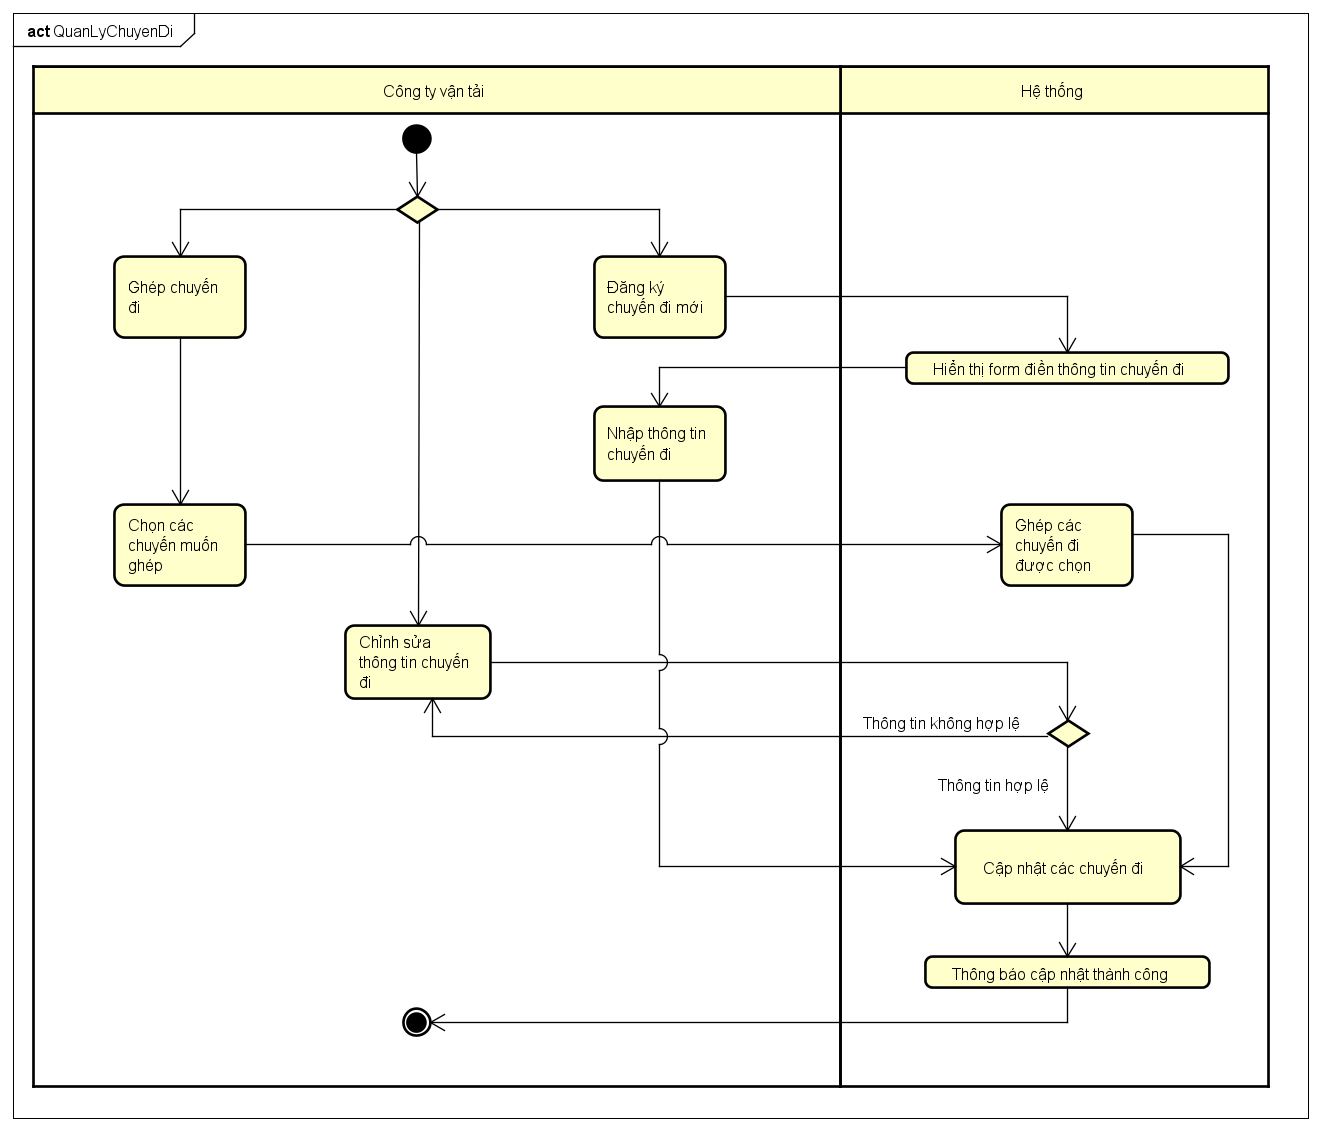 act QuanLyChuyenDi
Công ty vận tải
Hệ thống
Ghép chuyến
đi
Đăng ký
chuyến đi mới
Hiển thị form điền thông tin chuyến đi
Nhập thông tin
chuyến đi
Chọn các
chuyến muốn
ghép
Ghép các
chuyến đi
được chọn
Chỉnh sửa
thông tin chuyến
đi
Thông tin không hợp lệ
Thông tin hợp lệ
Cập nhật các chuyến đi
Thông báo cập nhật thành công